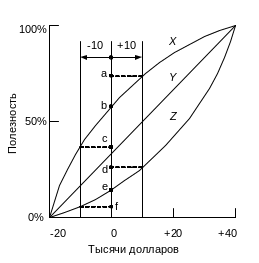 100%
-10 +10
X
a
Y
b
Z
50%
c
d
e
f
0%
-20 0 +20 +40
Полезность
Тысячи долларов